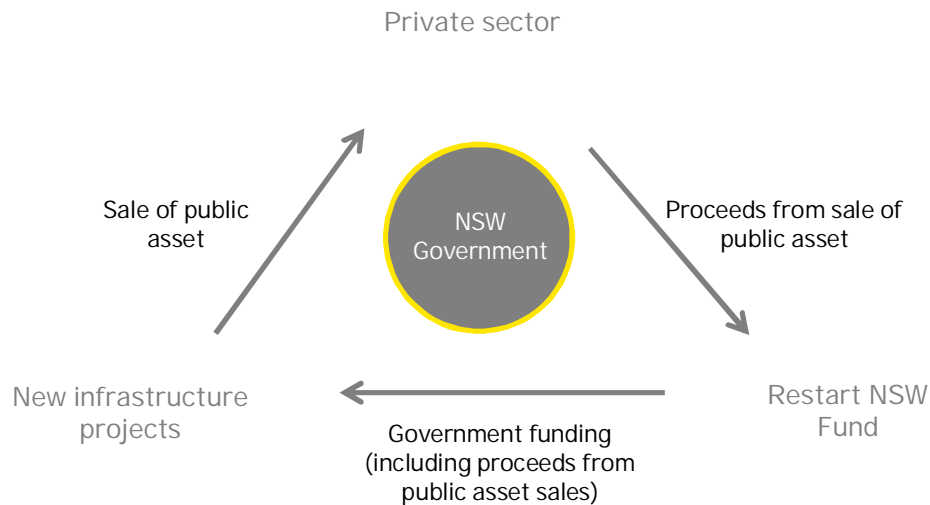 Private sector
Sale of public
asset
NSW
Government
Proceeds from sale of
public asset
New infrastructure
projects
Government funding
(including proceeds from
public asset sales)
Restart NSW
Fund